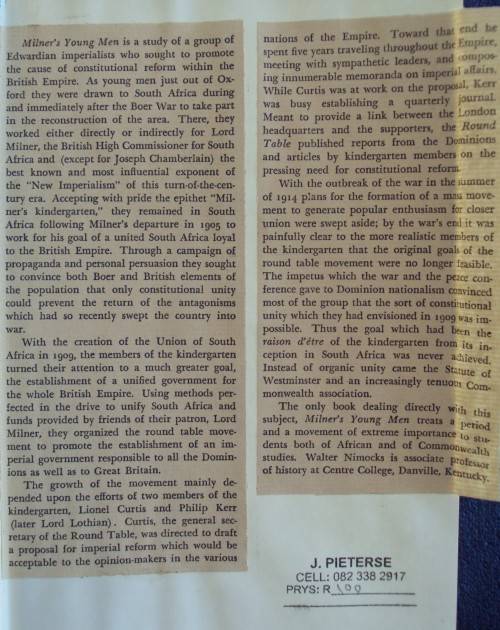 Milner's Young Men is a study of a group of
Edwardian imperialists who sought to promote
the cause of constitutional reform within the
British Empire. As young men just out of Ox-
ford they were drawn to South Africa during
and immediately after the Boer War to take part
in the reconstruction of the area. There, they
worked either directly or indirectly for Lord
Milner, the British High Commissioner for South
Africa and (except for Joseph Chamberlain) the
best known and most influential exponent of
the "New Imperialism" of this turn-of-the-cen-
tury era. Accepting with pride the epithet "Mil-
ner's kindergarten," they remained in South
Africa following Milner's departure in 1905 to
work for his goal of a united South Africa loyal
to the British Empire. Through a campaign of
propaganda and personal persuasion they sought
to convince both Boer and British elements of
the population that only constitutional unity
could prevent the return of the antagonisms
which had so recently swept the country into
war.
With the creation of the Union of South
Africa in 1909, the members of the kindergarten
turned their attention to a much greater goal,
the establishment of a unified government for
the whole British Empire. Using methods per-
fected in the drive to unify South Africa and
funds provided by friends of their patron, Lord
Milner, they organized the round table move-
ment to promote the establishment of an im-
perial government responsible to all the Domin-
ions as well as to Great Britain.
The growth of the movement mainly de-
pended upon the efforts of two members of the
kindergarten, Lionel Curtis and Philip Kerr
(later Lord Lothian). Curtis, the general sec-
retary of the Round Table, was directed to draft
a proposal for imperial reform which would be
acceptable to the opinion-makers in the various
nations of the Empire. Toward that end he
spent five years traveling throughout the Empire,
meeting with sympathetic leaders, and compos-
ing innumerable memoranda on imperial affairs.
While Curtis was at work on the proposal, Kerr
was busy establishing a quarterly journal.
Meant to provide a link between the London
headquarters and the supporters, the Round
Table published reports from the Dominions
and articles by kindergarten members on the
pressing need for constitutional reform.
With the outbreak of the war in the summer
of 1914 plans for the formation of a mass move-
ment to generate popular enthusiasm for closer
union were swept aside; by the war's end it was
painfully clear to the more realistic members of
the kindergarten that the original goals of the
round table movement were no longer feasible.
The impetus which the war and the peace con-
ference gave to Dominion nationalism convinced
most of the group that the sort of constitutional
unity which they had envisioned in 1909 was im-
possible. Thus the goal which had been the
raison d'être of the kindergarten from its in-
ception in South Africa was never achieved.
Instead of organic unity came the Statute of
Westminster and an increasingly tenuous Com-
monwealth association.
The only book dealing directly with this
subject, Milner's Young Men treats a period
and a movement of extreme importance to stu-
dents both of African and of Commonwealth
studies. Walter Nimocks is associate professor
of history at Centre College, Danville, Kentucky.
J. PIETERSE
CELL: 082 338 2917
PRYS: R 100